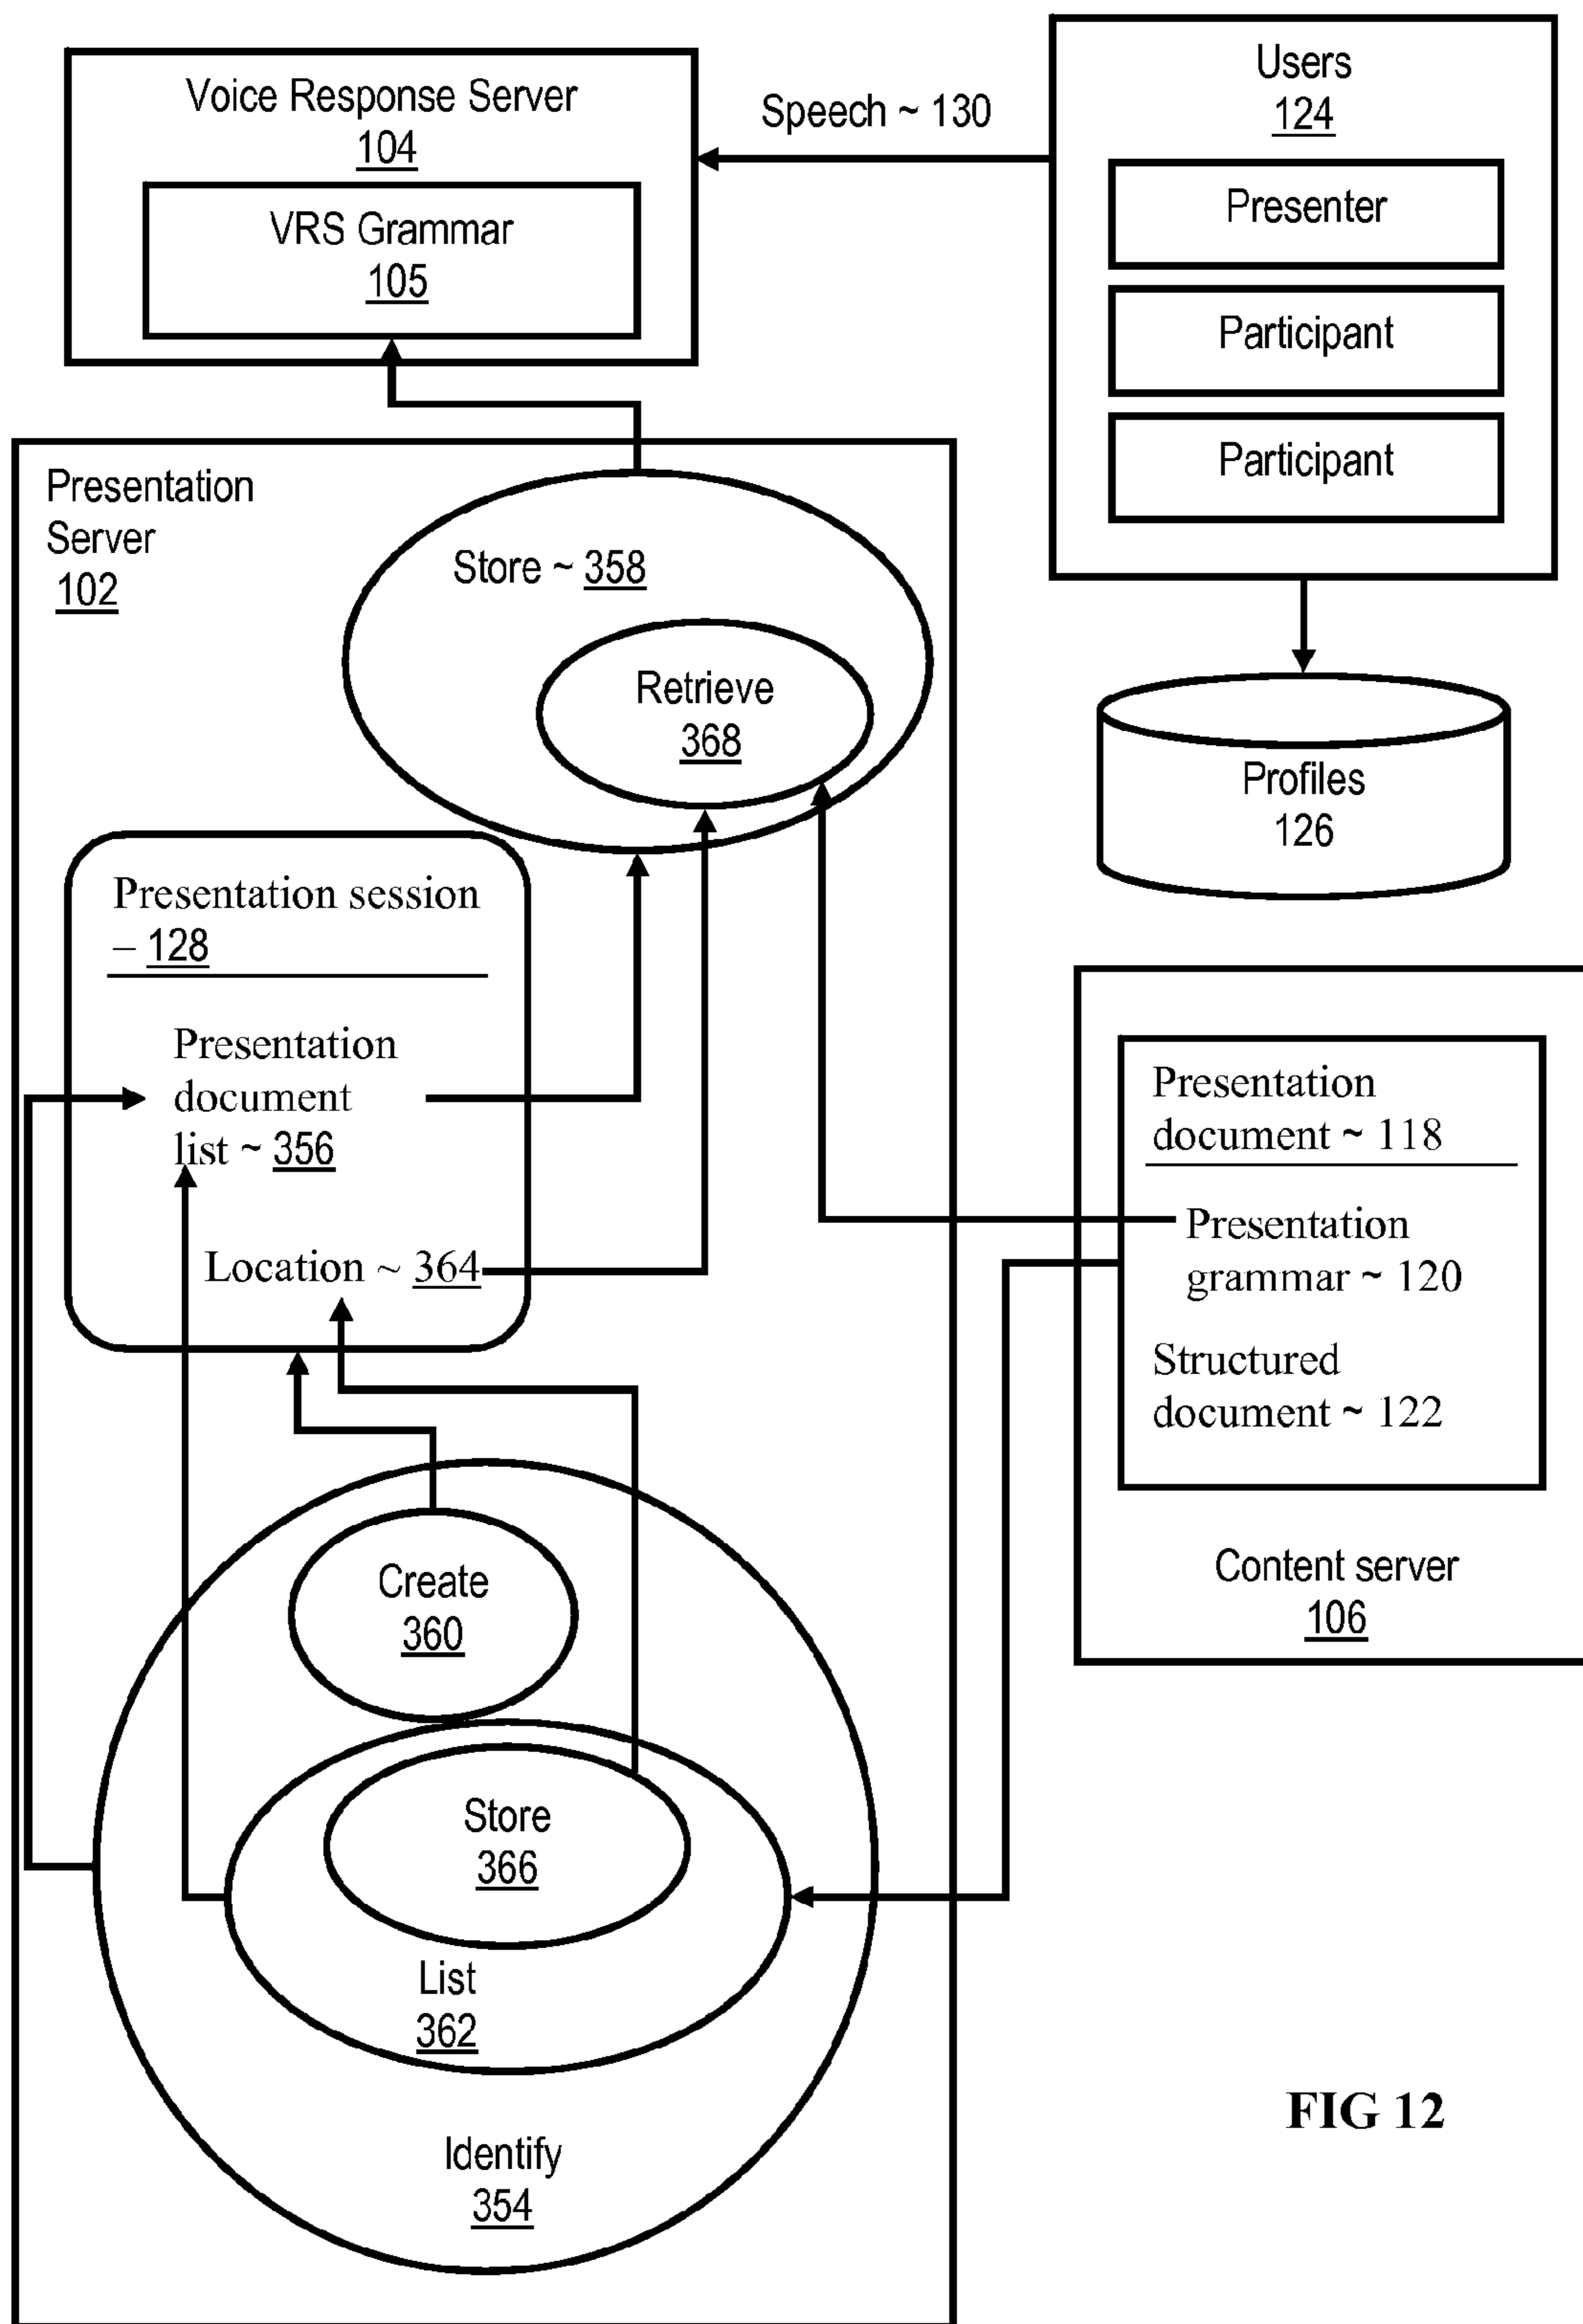 Voice Response Server
104
VRS Grammar
105
Speech ~ 130
Users
124
Presenter
Participant
Participant
Profiles
126
Presentation
Server
102
Store ~ 358
Retrieve
368
Presentation session
– 128
Presentation
document
list ~ 356
Location ~ 364
Presentation
document ~ 118
Presentation
grammar ~ 120
Structured
document ~ 122
Content server
106
Create
360
Store
366
List
362
Identify
354
FIG 12